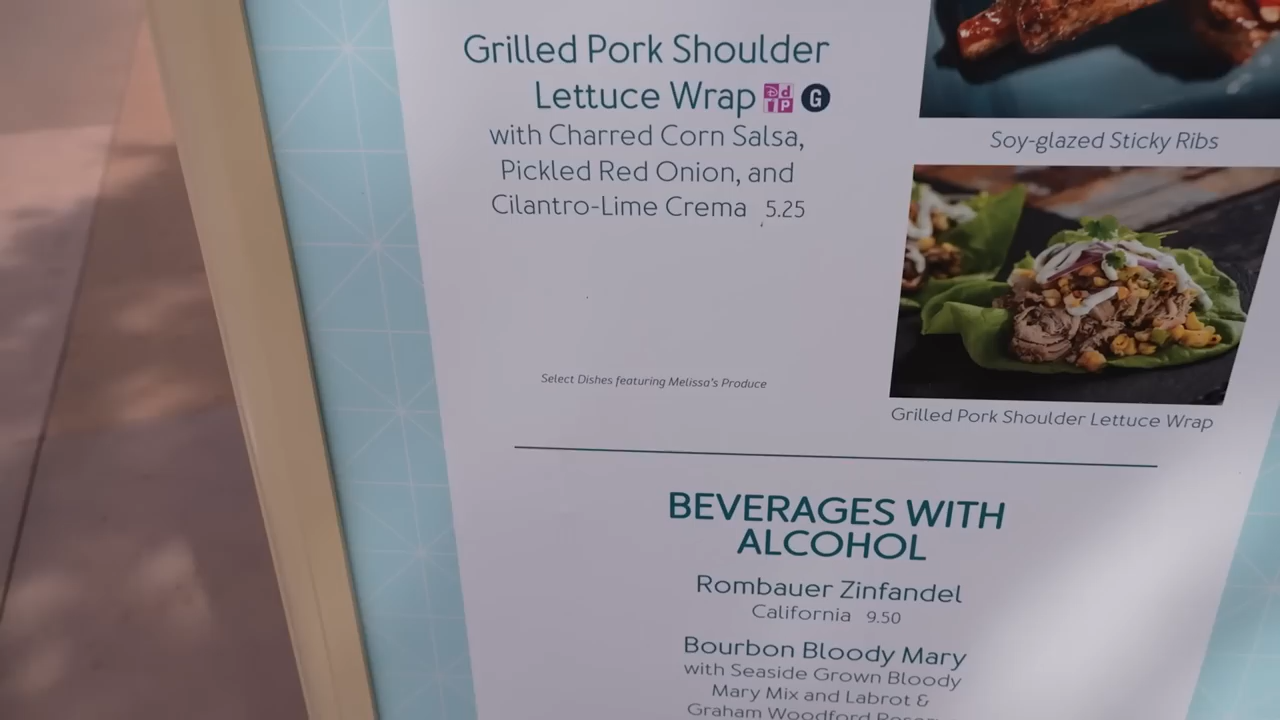 Grilled Pork Shoulder
Lettuce Wrap DdIP G
with Charred Corn Salsa,
Pickled Red Onion, and
Cilantro-Lime Crema 5.25
Select Dishes featuring Melissa's Produce
Soy-glazed Sticky Ribs
Grilled Pork Shoulder Lettuce Wrap
BEVERAGES WITH
ALCOHOL
Rombauer Zinfandel
California 9.50
Bourbon Bloody Mary
with Seaside Grown Bloody
Mary Mix and Labrot &
Graham Woodford